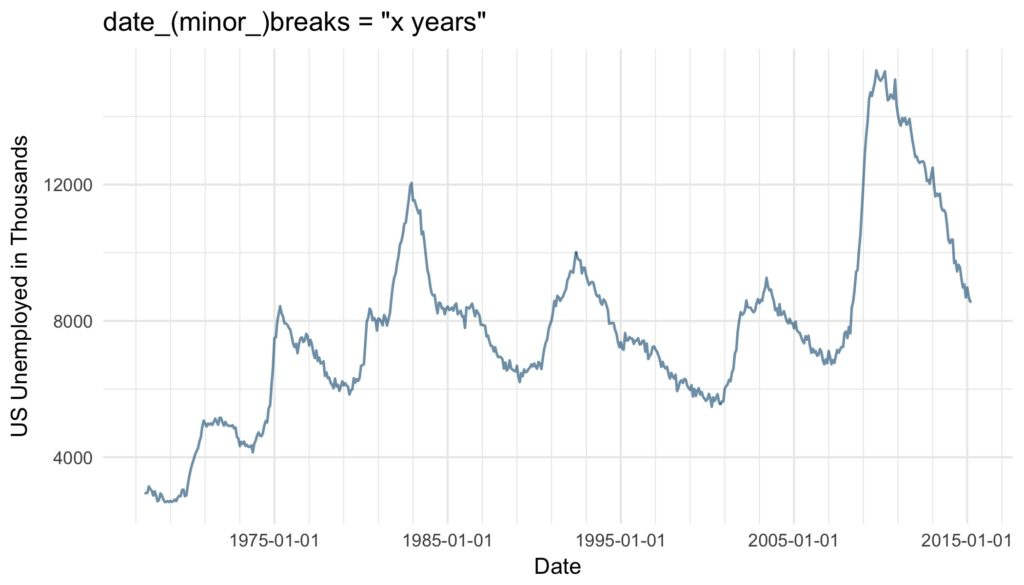 date_(minor_)breaks = "x years"
US Unemployed in Thousands
12000
8000
4000
1975-01-01 1985-01-01 1995-01-01 2005-01-01 2015-01-01
Date